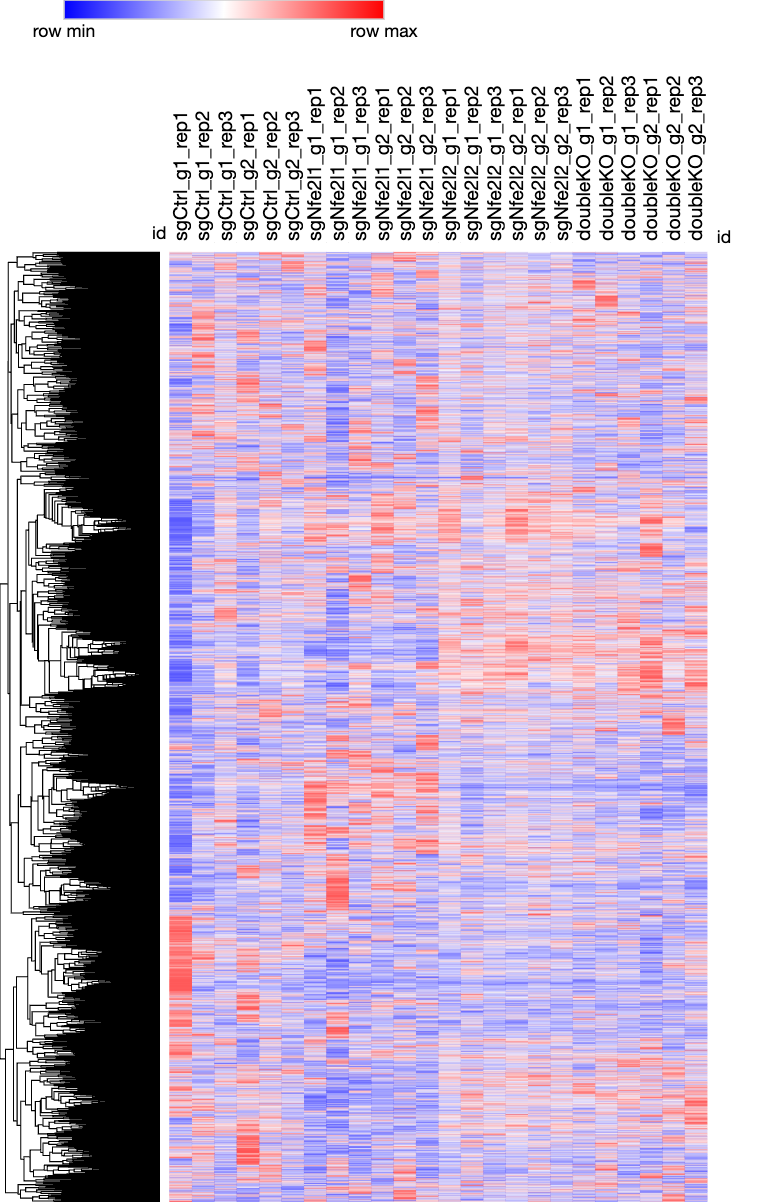 row min
row max
sgCtrl_g1_rep1
sgCtrl_g1_rep2
sgCtrl_g1_rep3
sgCtrl_g2_rep1
sgCtrl_g2_rep2
sgCtrl_g2_rep3
sgNfe2l1_g1_rep1
sgNfe2l1_g1_rep2
sgNfe2l1_g1_rep3
sgNfe2l1_g2_rep1
sgNfe2l1_g2_rep2
sgNfe2l1_g2_rep3
sgNfe2l2_g1_rep1
sgNfe2l2_g1_rep2
sgNfe2l2_g1_rep3
sgNfe2l2_g2_rep1
sgNfe2l2_g2_rep2
sgNfe2l2_g2_rep3
doubleKO_g1_rep1
doubleKO_g1_rep2
doubleKO_g1_rep3
doubleKO_g2_rep1
doubleKO_g2_rep2
doubleKO_g2_rep3
id
id